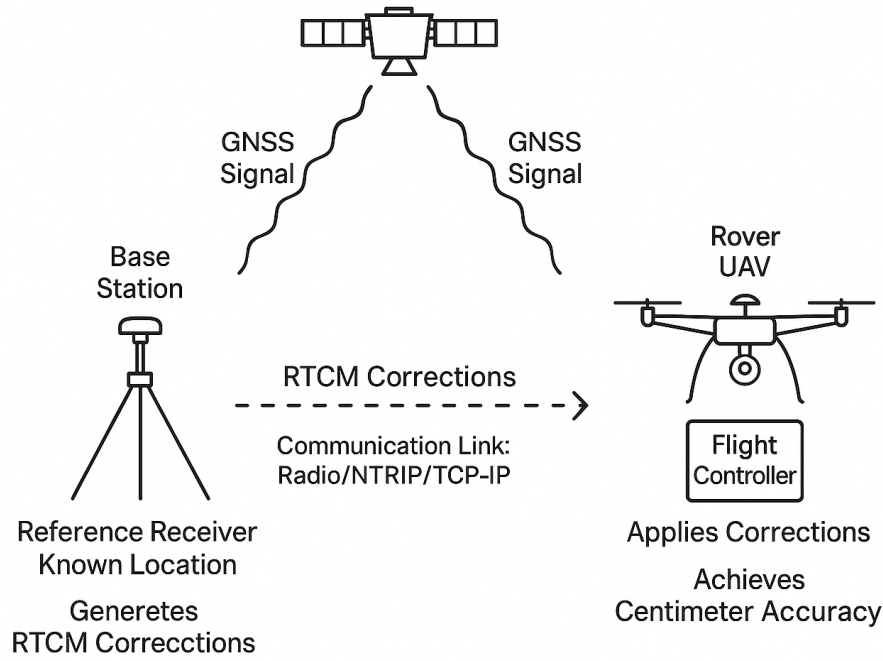 GNSS
Signal
GNSS
Signal
Base
Station
Rover
UAV
RTCM Corrections
Communication Link:
Radio/NTRIP/TCP-IP
Flight
Controller
Reference Receiver
Known Location
Generetes
RTCM Correcctions
Applies Corrections
Achieves
Centimeter Accuracy